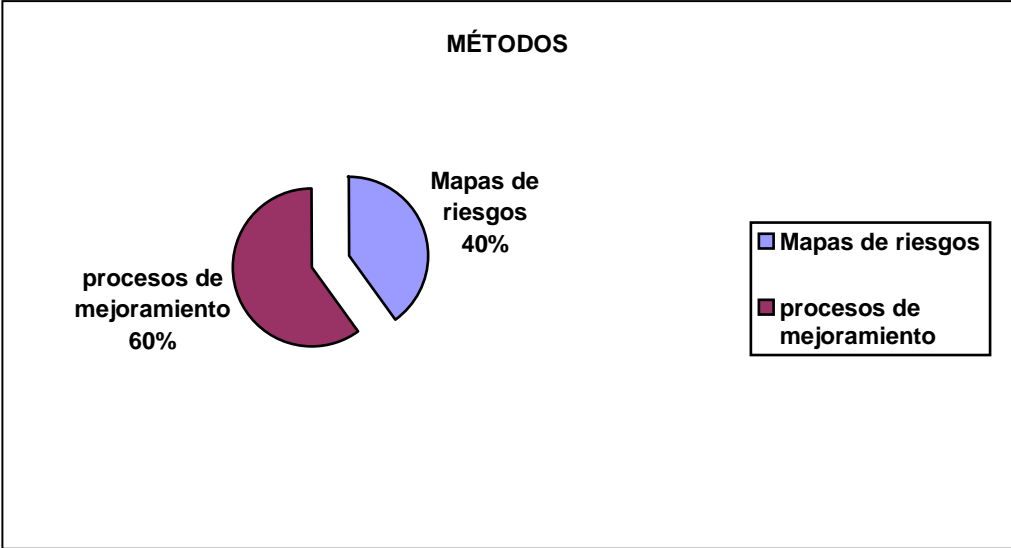 MÉTODOS
Mapas de
riesgos
40%
procesos de
mejoramiento
60%
Mapas de riesgos
procesos de
mejoramiento